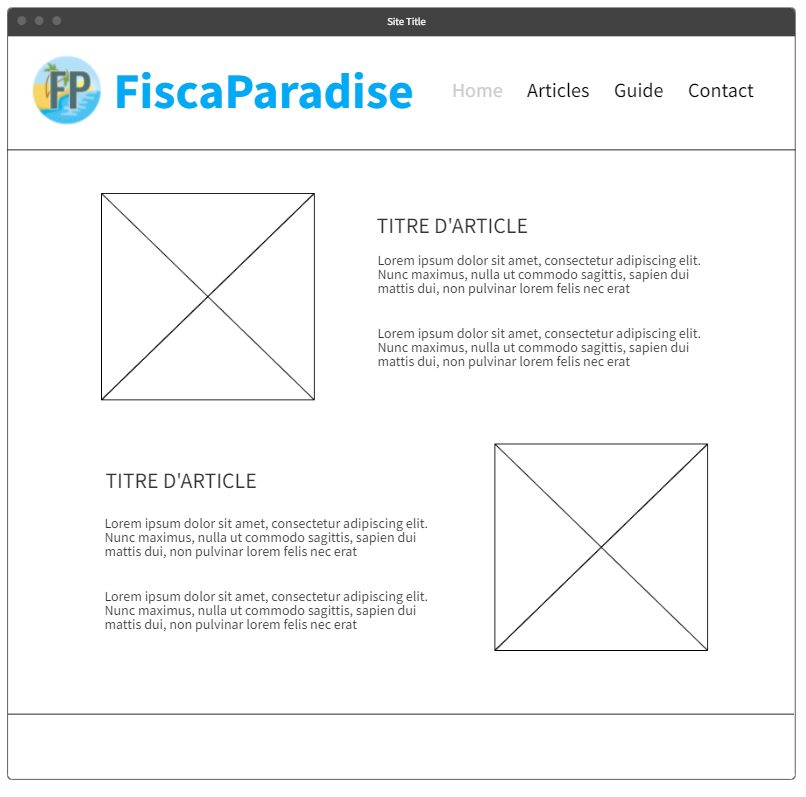 Site Title
FP
FiscaParadise
Home Articles Guide Contact
TITRE D'ARTICLE
Lorem ipsum dolor sit amet, consectetur adipiscing elit.
Nunc maximus, nulla ut commodo sagittis, sapien dui
mattis dui, non pulvinar lorem felis nec erat
Lorem ipsum dolor sit amet, consectetur adipiscing elit.
Nunc maximus, nulla ut commodo sagittis, sapien dui
mattis dui, non pulvinar lorem felis nec erat
TITRE D'ARTICLE
Lorem ipsum dolor sit amet, consectetur adipiscing elit.
Nunc maximus, nulla ut commodo sagittis, sapien dui
mattis dui, non pulvinar lorem felis nec erat
Lorem ipsum dolor sit amet, consectetur adipiscing elit.
Nunc maximus, nulla ut commodo sagittis, sapien dui
mattis dui, non pulvinar lorem felis nec erat